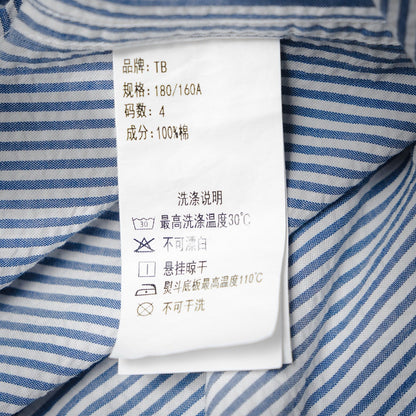 品牌: TB
规格: 180/160A
码数: 4
成分: 100%棉
洗涤说明
30 最高洗涤温度30℃
不可漂白
悬挂晾干
熨斗底板最高温度110℃
不可干洗